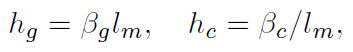 h_g = β_g l_m,    h_c = β_c / l_m,